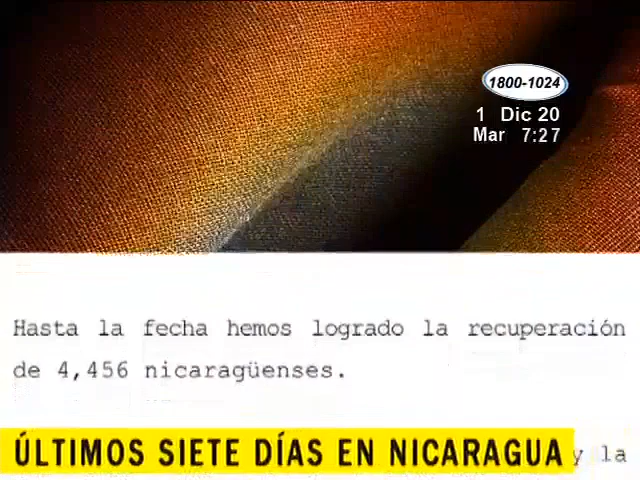 1800-1024
1 Dic 20
Mar 7:27
Hasta la fecha hemos logrado la recuperación
de 4,456 nicaragüenses.
ÚLTIMOS SIETE DÍAS EN NICARAGUA y la